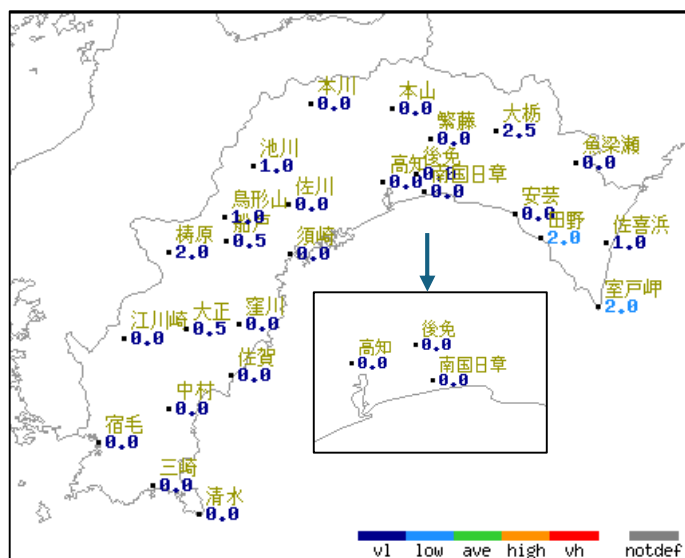 本川
0.0
本山
0.0
大栃
2.5
繁藤
0.0
魚梁瀬
0.0
池川
1.0
高知
0.0
後免
0.0
南国日章
0.0
佐川
0.0
鳥形山
1.0
船戸
0.5
安芸
0.0
田野
2.0
佐喜浜
1.0
梼原
2.0
須崎
0.0
室戸岬
2.0
江川崎
0.0
大正
0.5
窪川
0.0
高知
0.0
後免
0.0
南国日章
0.0
佐賀
0.0
中村
0.0
宿毛
0.0
三崎
0.0
清水
0.0
vl low ave high vh notdef